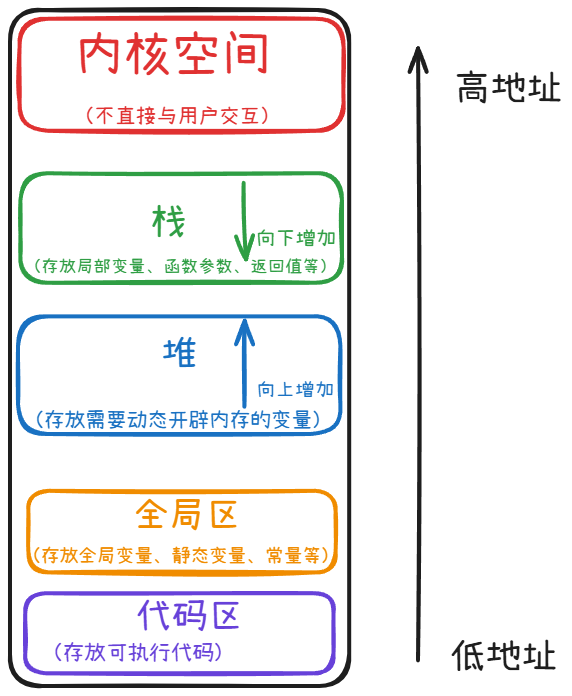 内核空间
（不直接与用户交互）
高地址
栈
向下增加
（存放局部变量、函数参数、返回值等）
堆
向上增加
（存放需要动态开辟内存的变量）
全局区
（存放全局变量、静态变量、常量等）
代码区
（存放可执行代码）
低地址